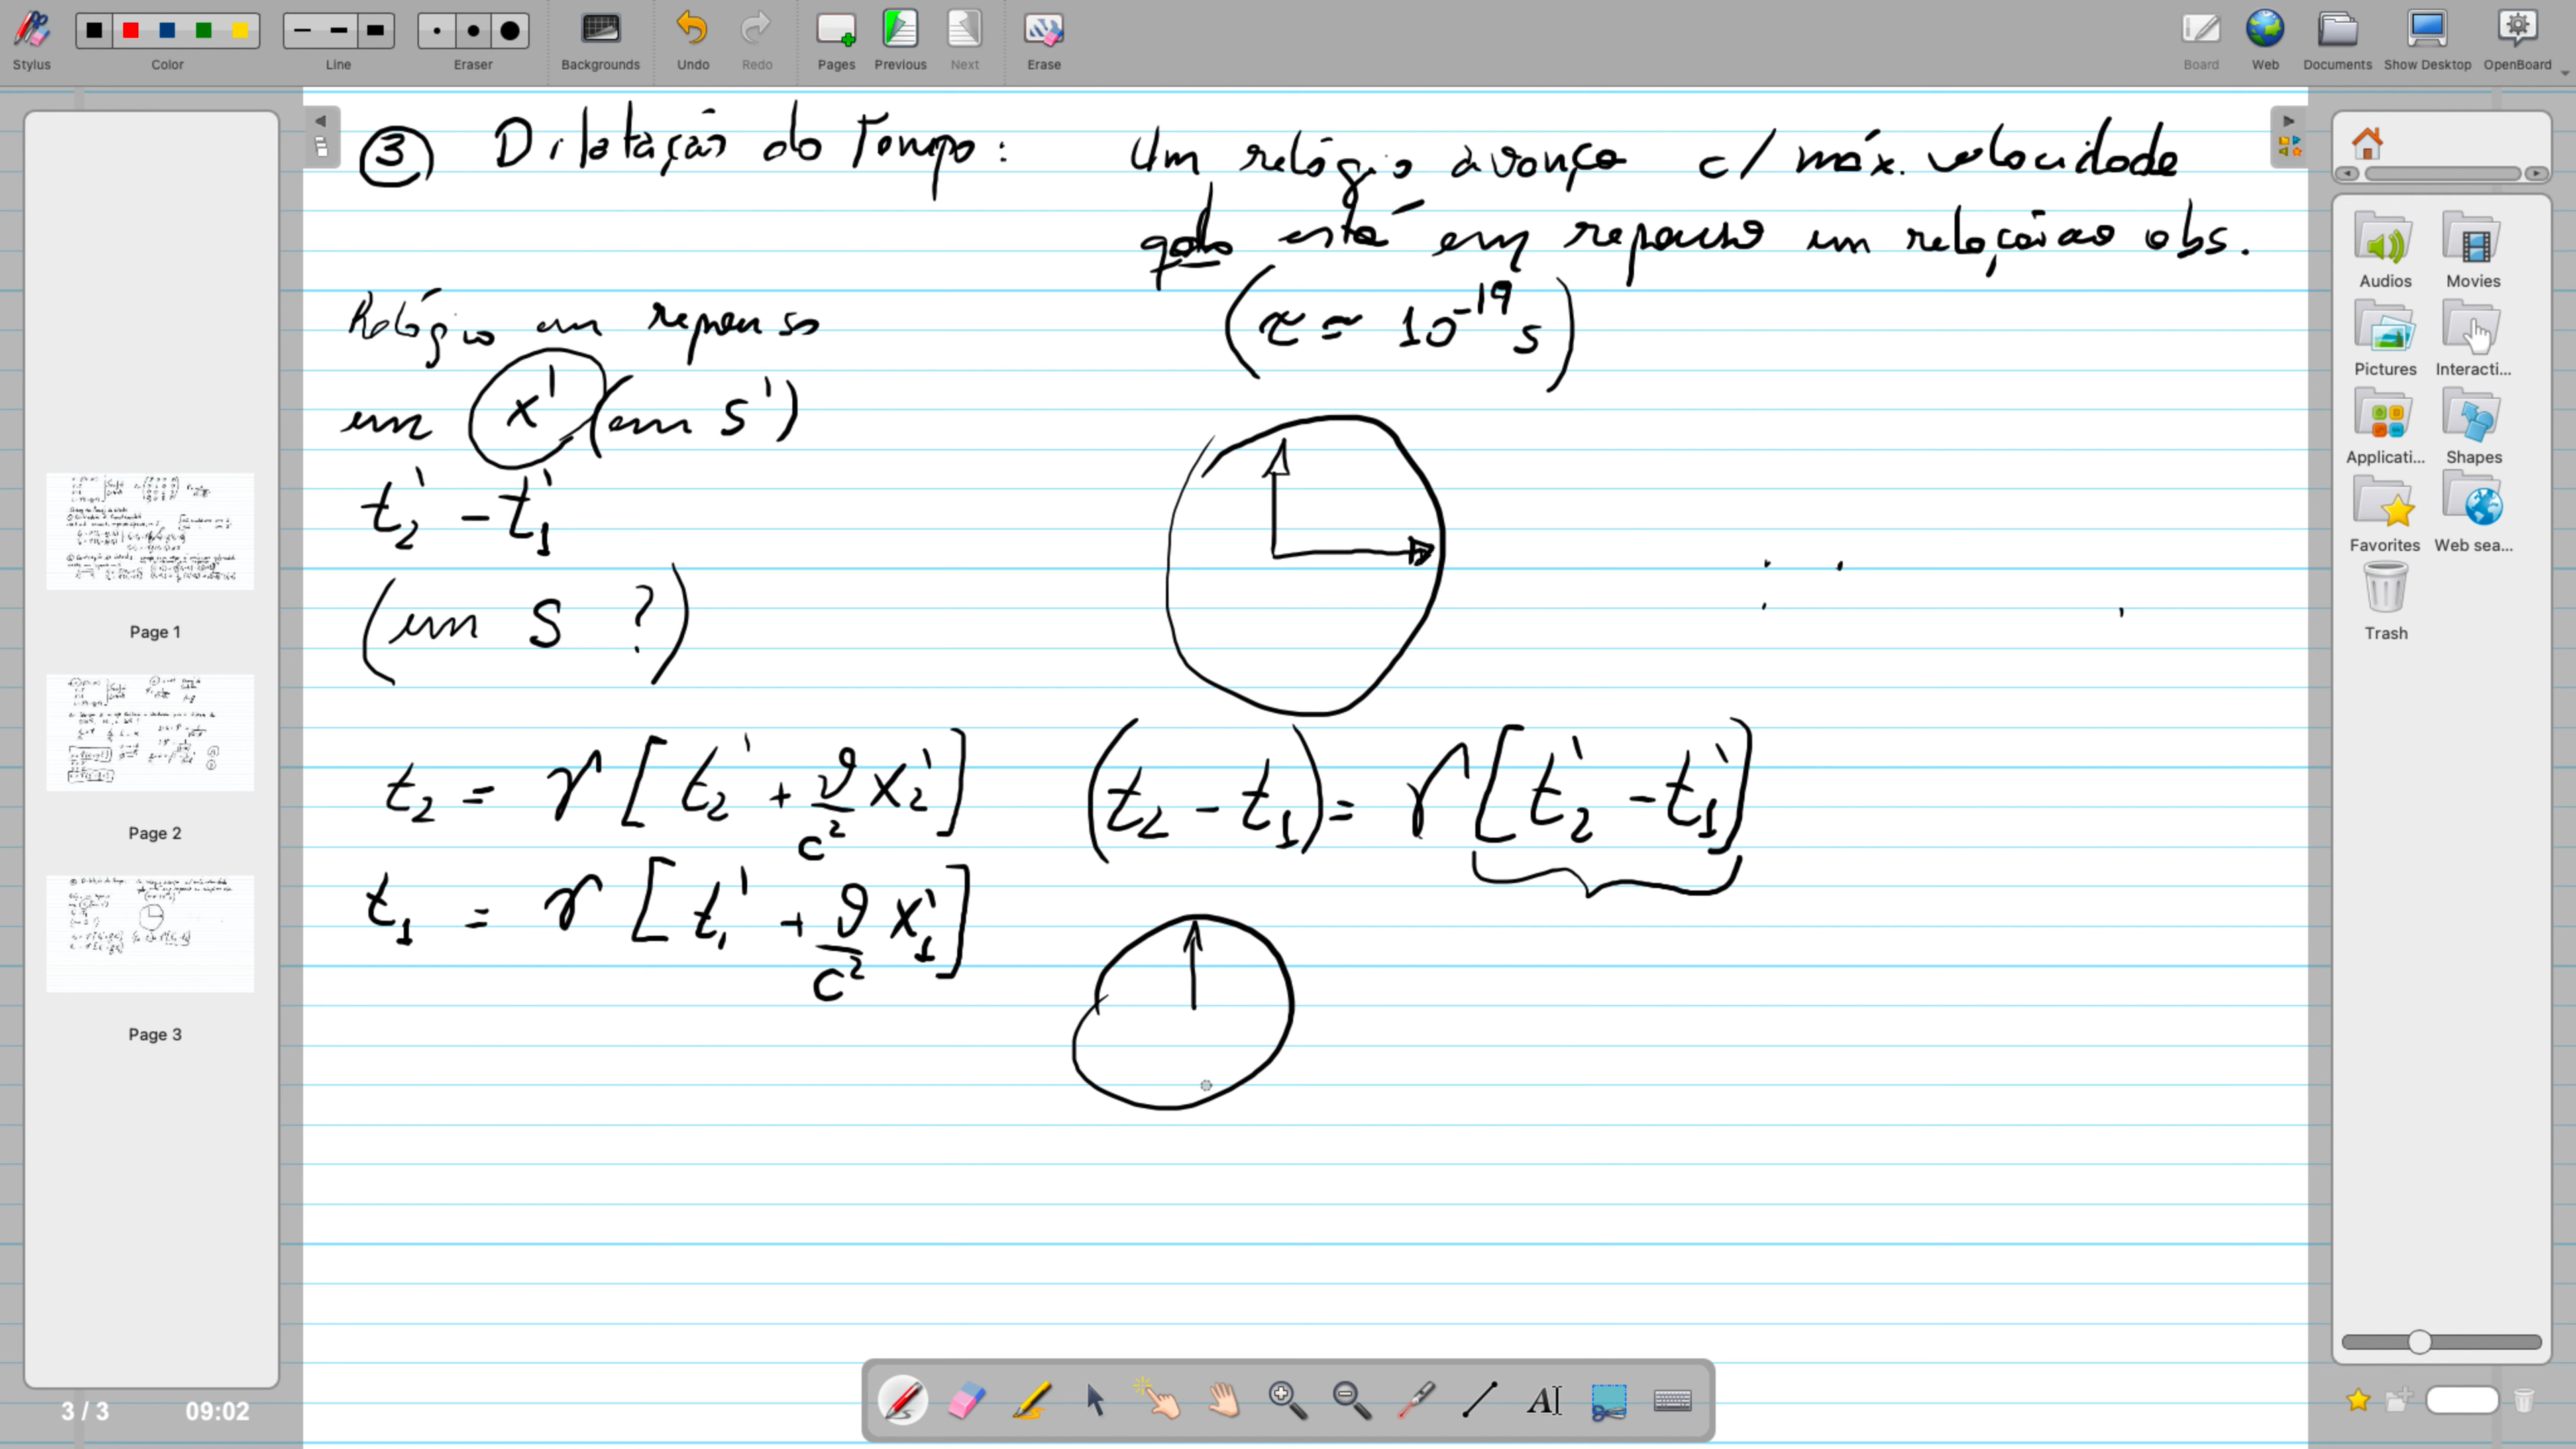 Stylus
Color
Line
Eraser
Backgrounds
Undo
Redo
Pages
Previous
Next
Erase
Board
Web
Documents
Show Desktop
OpenBoard
③ Dilatação do Tempo:
Um relógio avança c/ máx. velocidade
qdo está em repouso em relação ao obs.
(τ ≈ 10⁻¹⁹ s)
Relógio em repouso
em x' (em S')
t₂' - t₁'
(em S ?)
t₂ = γ [t₂' + ϑ/c² x₂']
(t₂ - t₁) = γ [t₂' - t₁']
t₁ = γ [t₁' + ϑ/c² x₁']
Page 1
Page 2
Page 3
3 / 3
09:02
Audios
Movies
Pictures
Interacti...
Applicati...
Shapes
Favorites
Web sea...
Trash
AI